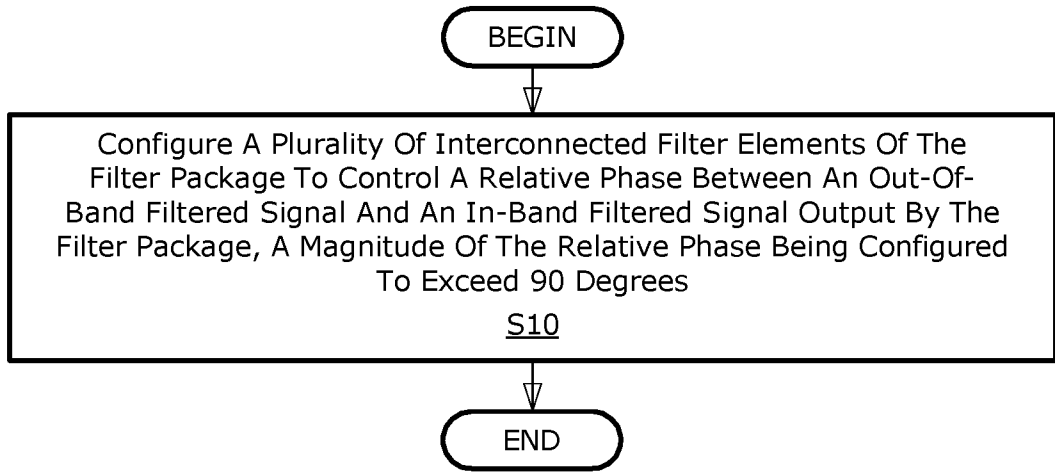 BEGIN
Configure A Plurality Of Interconnected Filter Elements Of The
Filter Package To Control A Relative Phase Between An Out-Of-
Band Filtered Signal And An In-Band Filtered Signal Output By The
Filter Package, A Magnitude Of The Relative Phase Being Configured
To Exceed 90 Degrees
S10
END